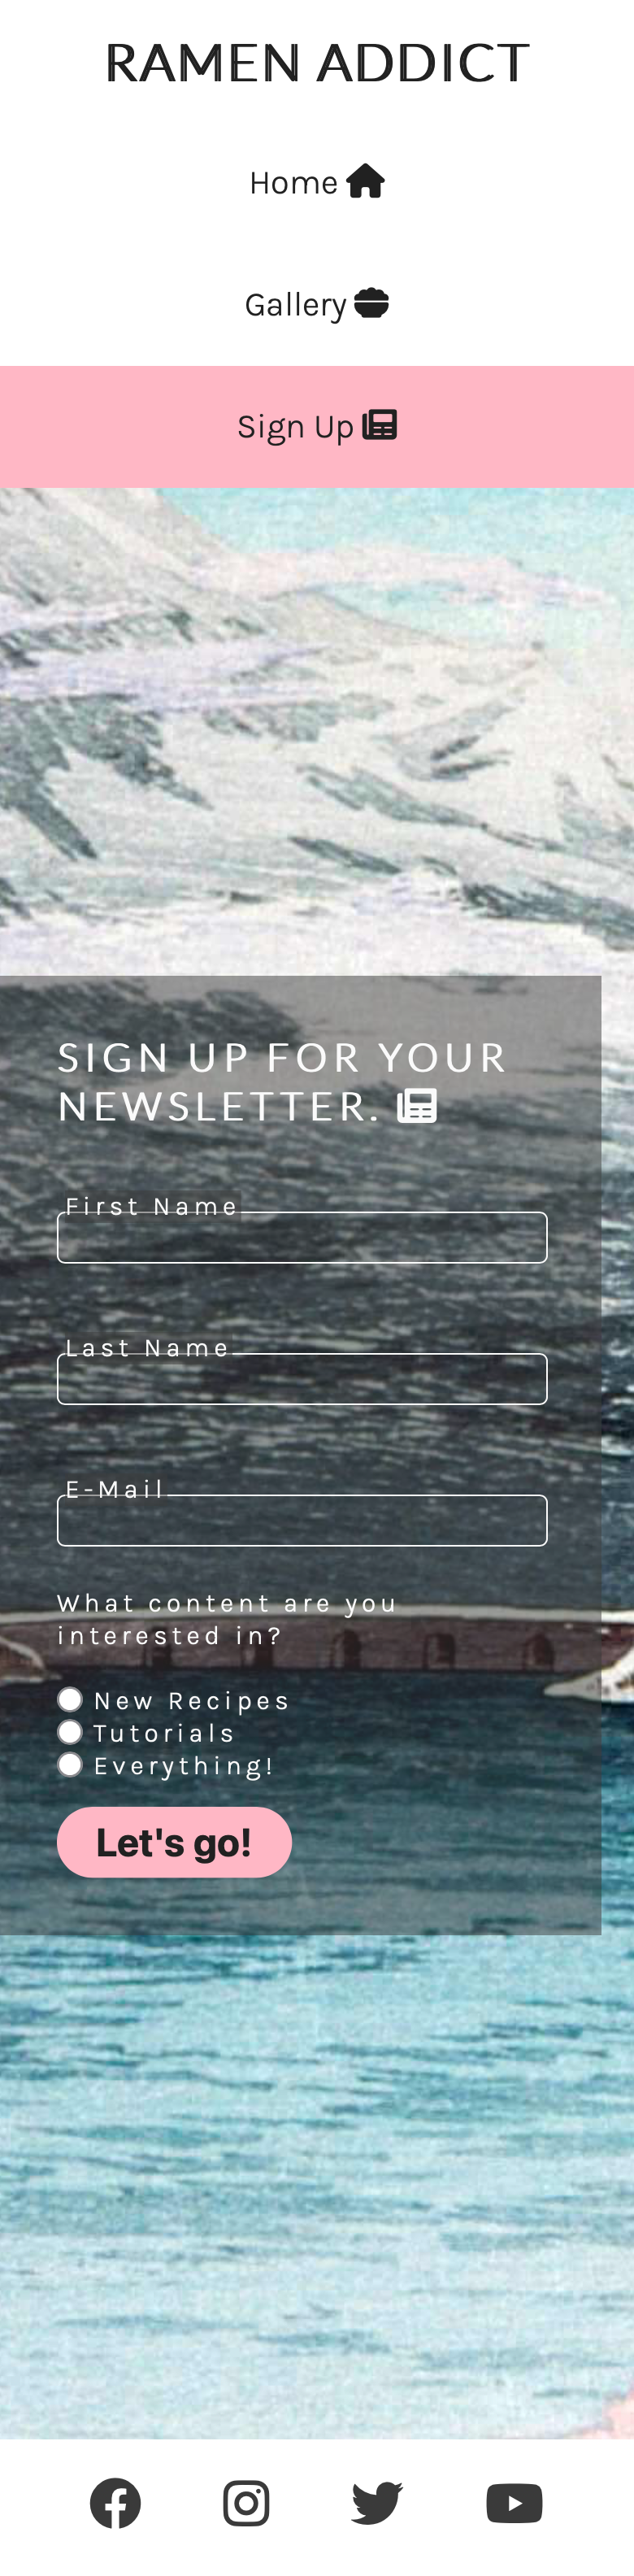 RAMEN ADDICT
Home
Gallery
Sign Up
SIGN UP FOR YOUR
NEWSLETTER.
First Name
Last Name
E-Mail
What content are you
interested in?
New Recipes
Tutorials
Everything!
Let's go!